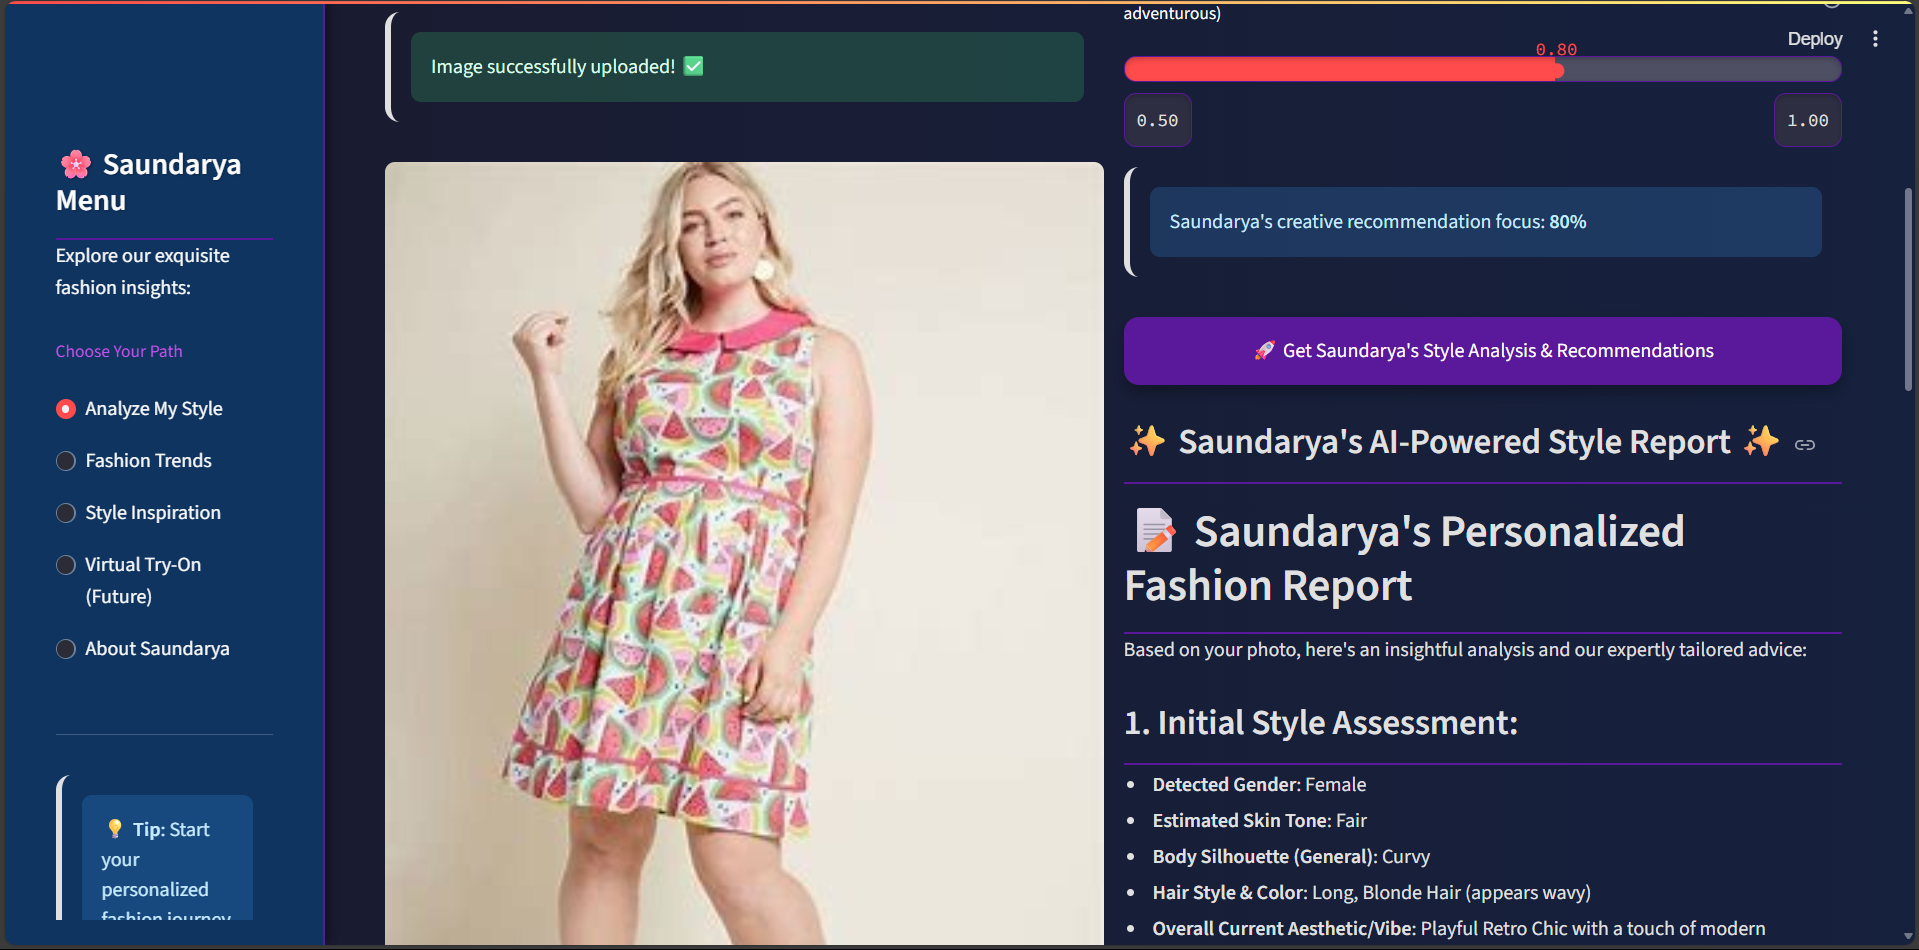 🌸 Saundarya
Menu
Explore our exquisite
fashion insights:
Choose Your Path
Analyze My Style
Fashion Trends
Style Inspiration
Virtual Try-On
(Future)
About Saundarya
💡 Tip: Start
your
personalized
fashion journey
Image successfully uploaded! ✅
adventurous)
Deploy
0.80
0.50
1.00
Saundarya's creative recommendation focus: 80%
🚀 Get Saundarya's Style Analysis & Recommendations
✨ Saundarya's AI-Powered Style Report ✨
📝 Saundarya's Personalized
Fashion Report
Based on your photo, here's an insightful analysis and our expertly tailored advice:
1. Initial Style Assessment:
• Detected Gender: Female
• Estimated Skin Tone: Fair
• Body Silhouette (General): Curvy
• Hair Style & Color: Long, Blonde Hair (appears wavy)
• Overall Current Aesthetic/Vibe: Playful Retro Chic with a touch of modern